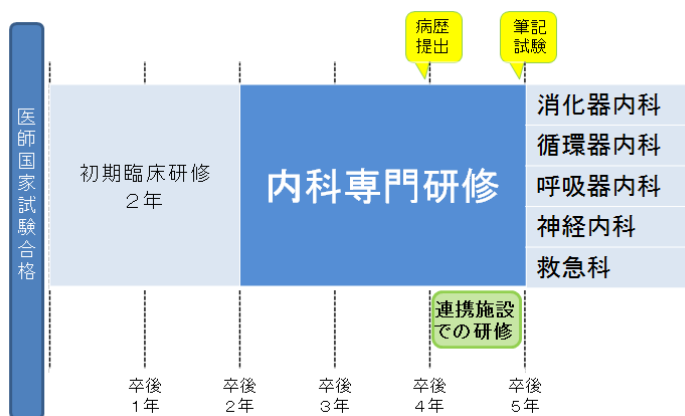 医師国家試験合格
病歴
提出
筆記
試験
初期臨床研修
２年
内科専門研修
消化器内科
循環器内科
呼吸器内科
神経内科
救急科
連携施設
での研修
卒後
１年
卒後
２年
卒後
３年
卒後
４年
卒後
５年